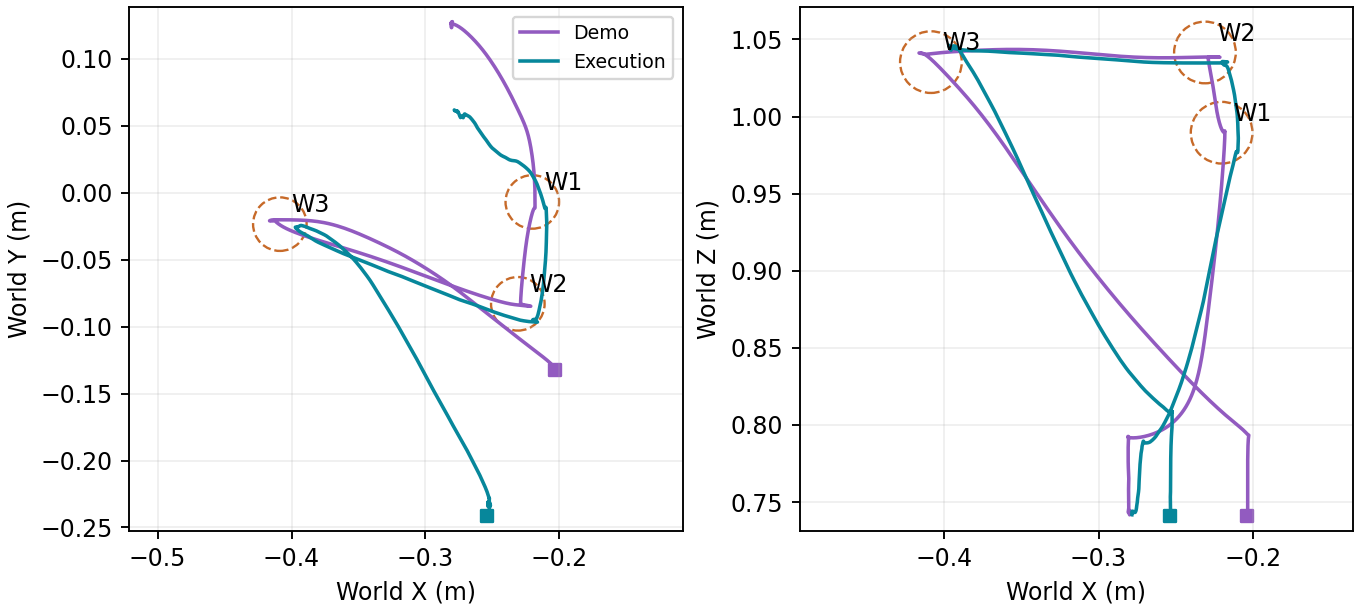 0.10
0.05
0.00
−0.05
−0.10
−0.15
−0.20
−0.25
World Y (m)
−0.5
−0.4
−0.3
−0.2
World X (m)
Demo
Execution
W1
W2
W3
1.05
1.00
0.95
0.90
0.85
0.80
0.75
World Z (m)
−0.4
−0.3
−0.2
World X (m)
W3
W2
W1